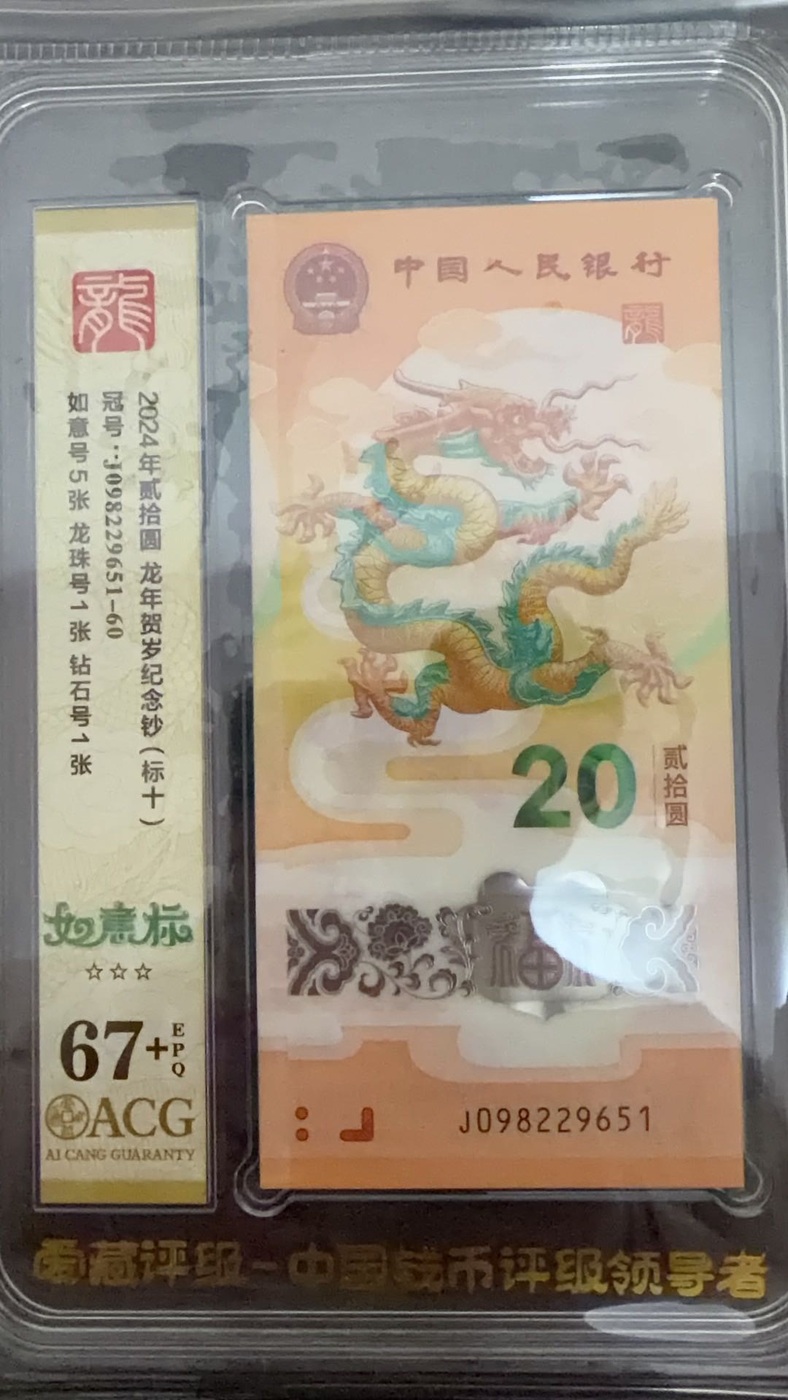 龍
2024年贰拾圆 龙年贺岁纪念钞(标十)
冠号:J098229651-60
如意号5张 龙珠号1张 钻石号1张
如意标
☆☆☆
67+EPQ
ACG
AI CANG GUARANTY
中国人民银行
龍
20
贰拾圆
福
J098229651
爱藏评级-中国钱币评级领导者